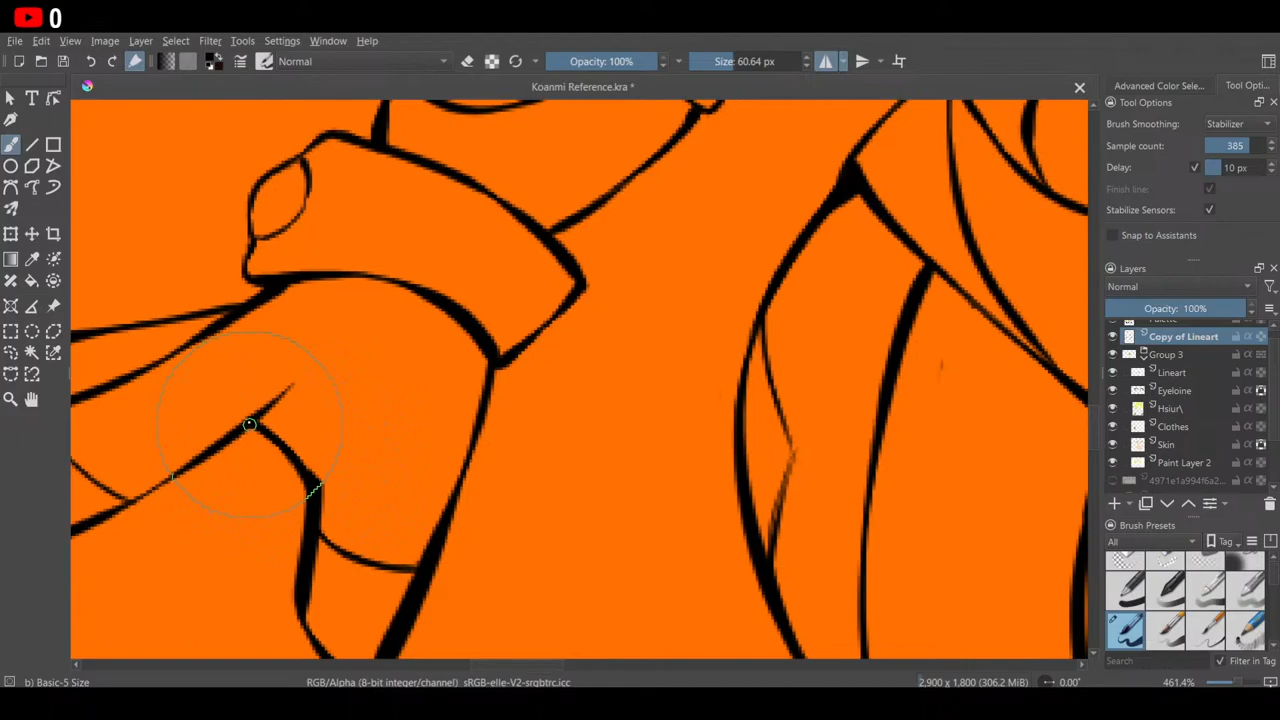 0
File Edit View Image Layer Select Filter Tools Settings Window Help
Normal Opacity: 100% Size: 60.64 px
Koanmi Reference.kra *
Advanced Color Sele... Tool Opti...
Tool Options
Brush Smoothing: Stabilizer
Sample count: 385
Delay: 10 px
Finish line:
Stabilize Sensors:
Snap to Assistants
Layers
Normal
Opacity: 100%
Copy of Lineart
Group 3
Lineart
Eyeloine
Hsiur\
Clothes
Skin
Paint Layer 2
4971e1a994f6a2...
Brush Presets
All Tag
Search Filter in Tag
b) Basic-5 Size RGB/Alpha (8-bit integer/channel) sRGB-elle-V2-srgbtrc.icc 2,900 x 1,800 (306.2 MiB) 0.00° 461.4%